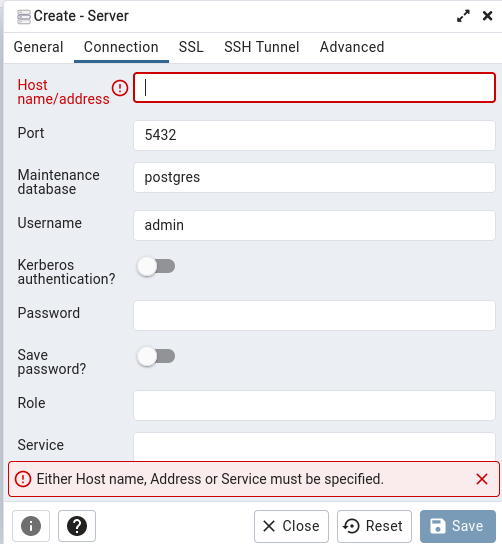 Create - Server
General Connection SSL SSH Tunnel Advanced
Host
name/address
Port 5432
Maintenance
database postgres
Username admin
Kerberos
authentication?
Password
Save
password?
Role
Service
Either Host name, Address or Service must be specified.
Close Reset Save